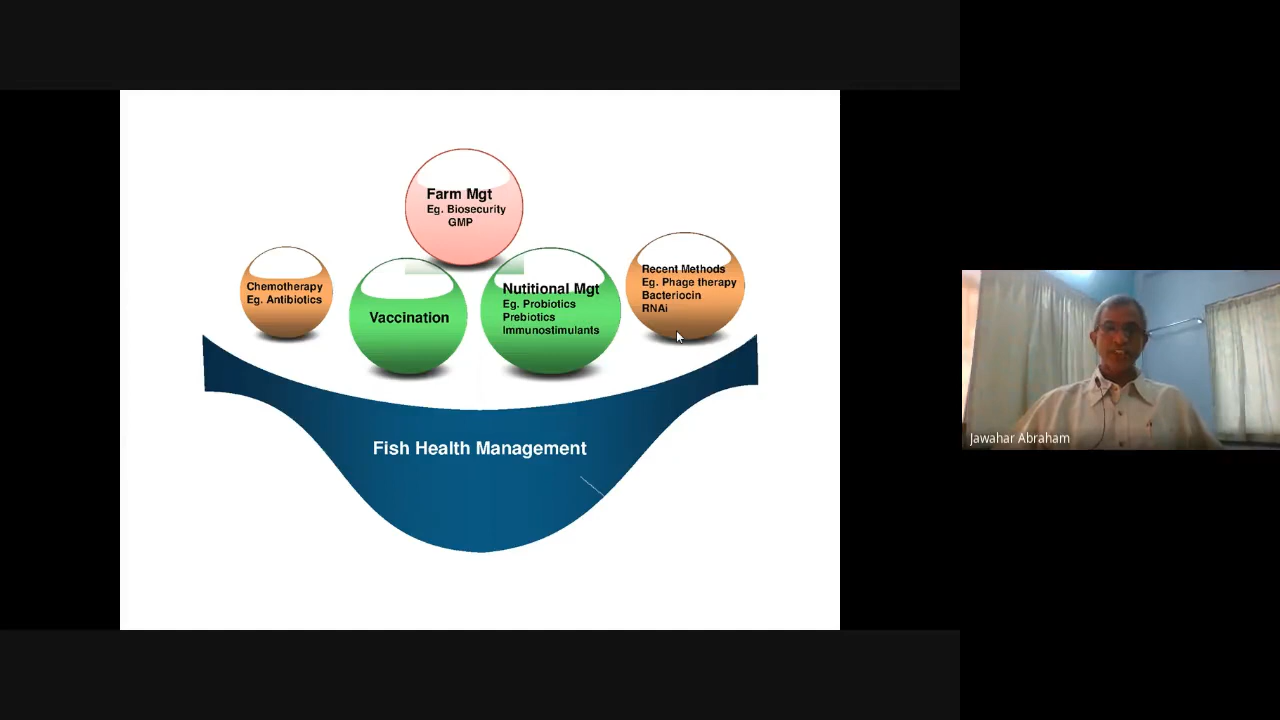 Farm Mgt
Eg. Biosecurity
GMP
Chemotherapy
Eg. Antibiotics
Vaccination
Nutitional Mgt
Eg. Probiotics
Prebiotics
Immunostimulants
Recent Methods
Eg. Phage therapy
Bacteriocin
RNAi
Fish Health Management
Jawahar Abraham